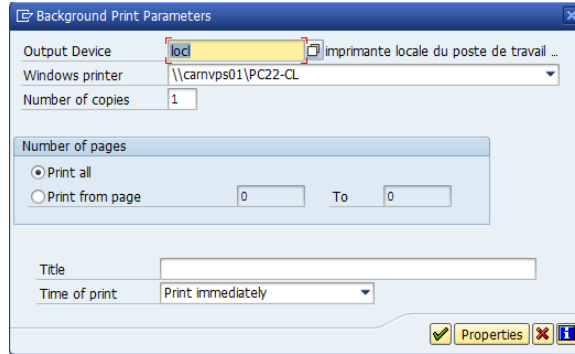 Background Print Parameters
Output Device locl imprimante locale du poste de travail ...
Windows printer \\carnvps01\PC22-CL
Number of copies 1
Number of pages
Print all
Print from page 0 To 0
Title
Time of print Print immediately
Properties